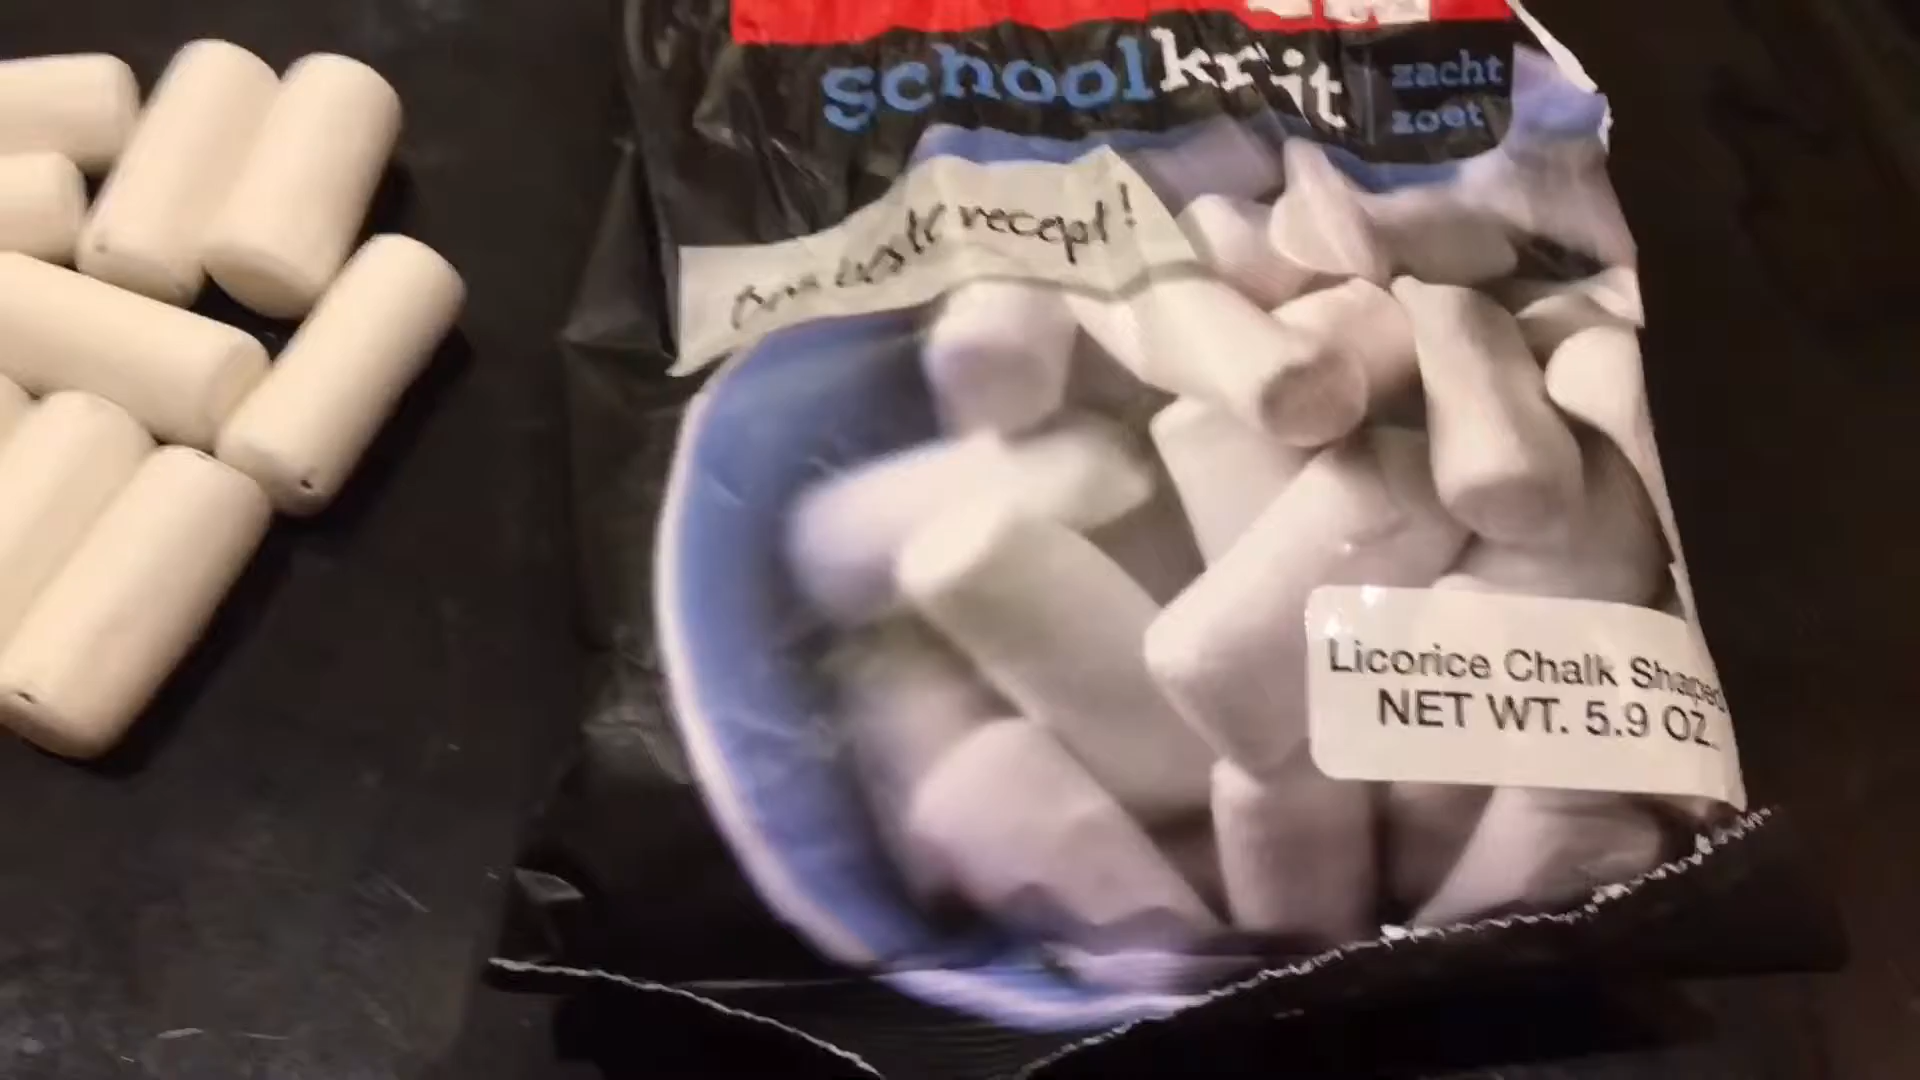 schoolkrijt
zacht
zoet
recept!
Licorice Chalk Shaped
NET WT. 5.9 OZ.